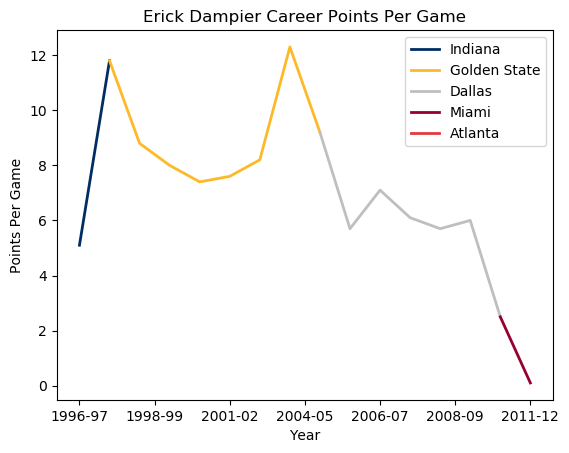 Erick Dampier Career Points Per Game
Indiana
Golden State
Dallas
Miami
Atlanta
Points Per Game
12
10
8
6
4
2
0
1996-97 1998-99 2001-02 2004-05 2006-07 2008-09 2011-12
Year